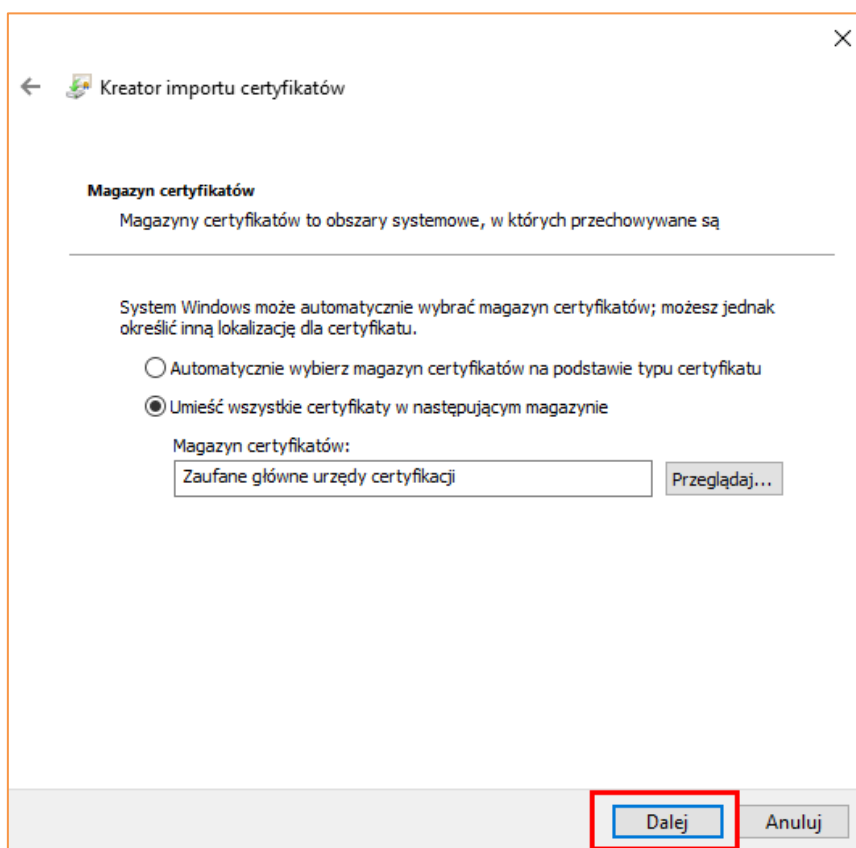 Kreator importu certyfikatów
Magazyn certyfikatów
Magazyny certyfikatów to obszary systemowe, w których przechowywane są
System Windows może automatycznie wybrać magazyn certyfikatów; możesz jednak
określić inną lokalizację dla certyfikatu.
Automatycznie wybierz magazyn certyfikatów na podstawie typu certyfikatu
Umieść wszystkie certyfikaty w następującym magazynie
Magazyn certyfikatów:
Zaufane główne urzędy certyfikacji
Przeglądaj...
Dalej
Anuluj